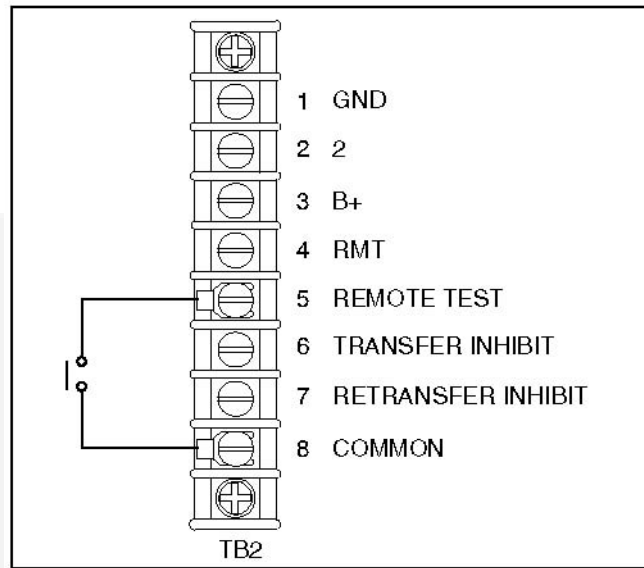 1 GND
2 2
3 B+
4 RMT
5 REMOTE TEST
6 TRANSFER INHIBIT
7 RETRANSFER INHIBIT
8 COMMON
TB2